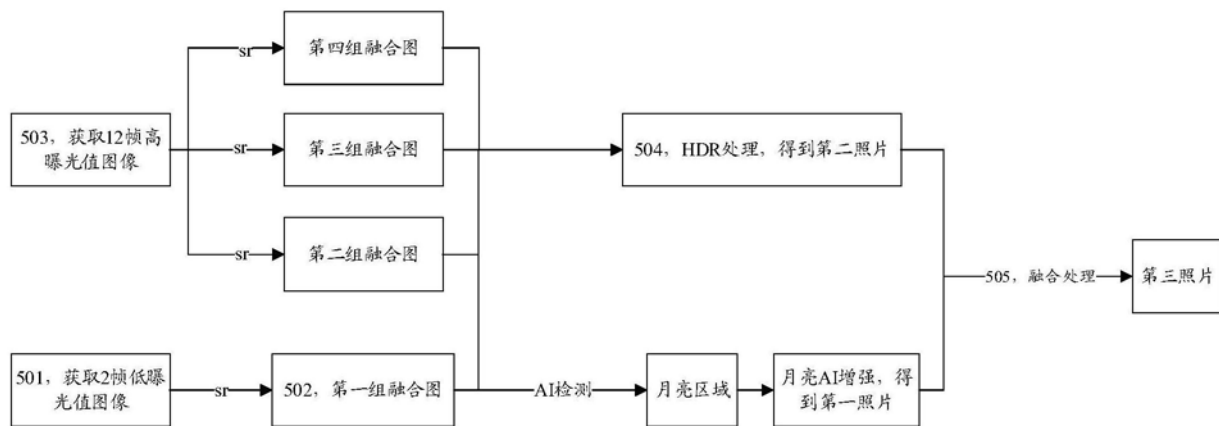 sr
第四组融合图
503，获取12帧高
曝光值图像
sr
第三组融合图
504，HDR处理，得到第二照片
sr
第二组融合图
505，融合处理
第三照片
501，获取2帧低曝
光值图像
sr
502，第一组融合图
AI检测
月亮区域
月亮AI增强，得
到第一照片